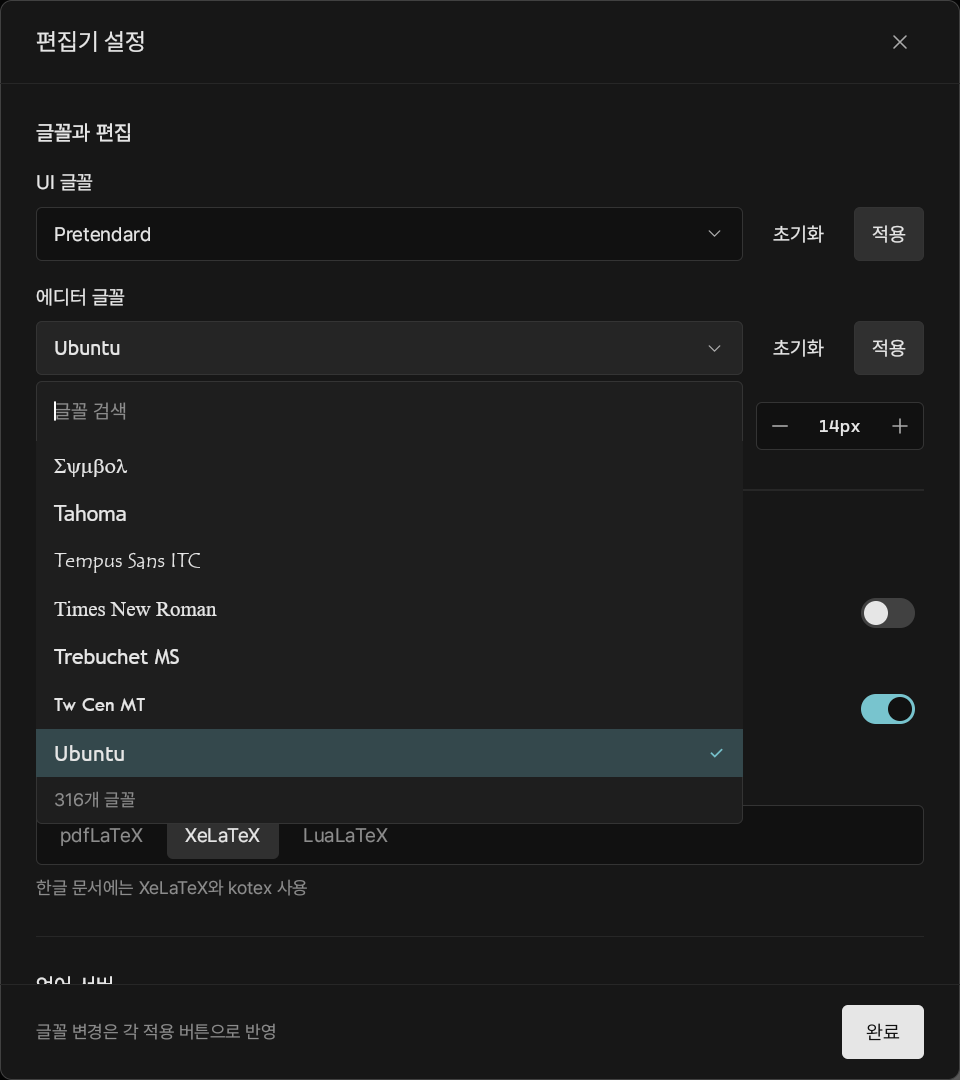 편집기 설정
글꼴과 편집
UI 글꼴
Pretendard
초기화
적용
에디터 글꼴
Ubuntu
초기화
적용
글꼴 검색
14px
Σψμβολ
Tahoma
Tempus Sans ITC
Times New Roman
Trebuchet MS
Tw Cen MT
Ubuntu
316개 글꼴
pdfLaTeX XeLaTeX LuaLaTeX
한글 문서에는 XeLaTeX와 kotex 사용
언어 서버
글꼴 변경은 각 적용 버튼으로 반영
완료